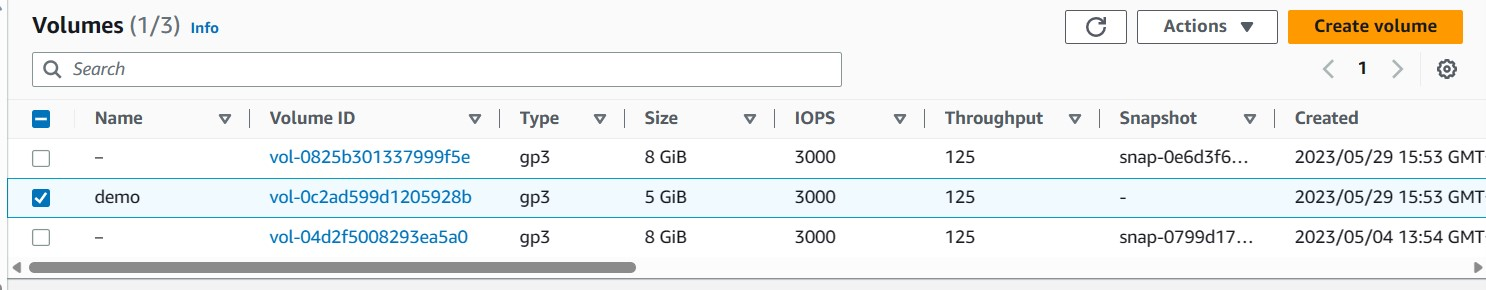 Volumes (1/3) Info Actions Create volume
Search 1
Name Volume ID Type Size IOPS Throughput Snapshot Created
– vol-0825b301337999f5e gp3 8 GiB 3000 125 snap-0e6d3f6... 2023/05/29 15:53 GMT
demo vol-0c2ad599d1205928b gp3 5 GiB 3000 125 - 2023/05/29 15:53 GMT
– vol-04d2f5008293ea5a0 gp3 8 GiB 3000 125 snap-0799d17... 2023/05/04 13:54 GMT